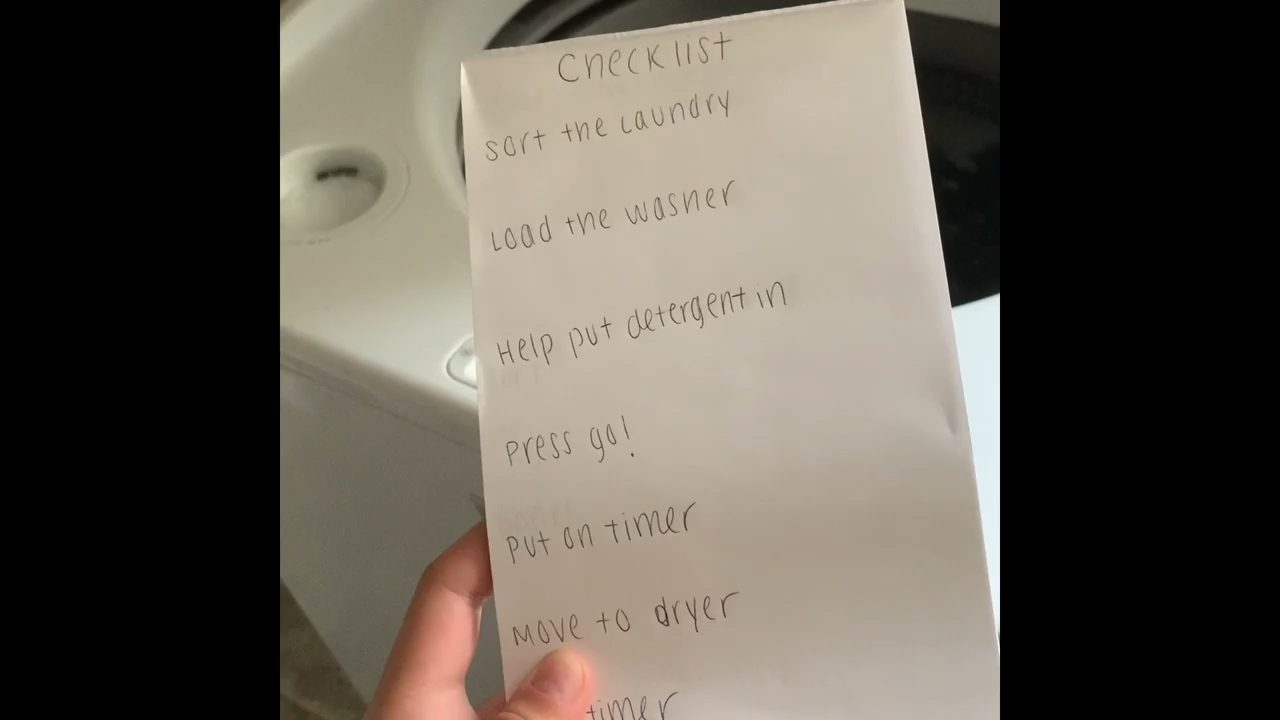 Checklist
sort the laundry
Load the washer
Help put detergent in
Press go!
Put on timer
Move to dryer
timer